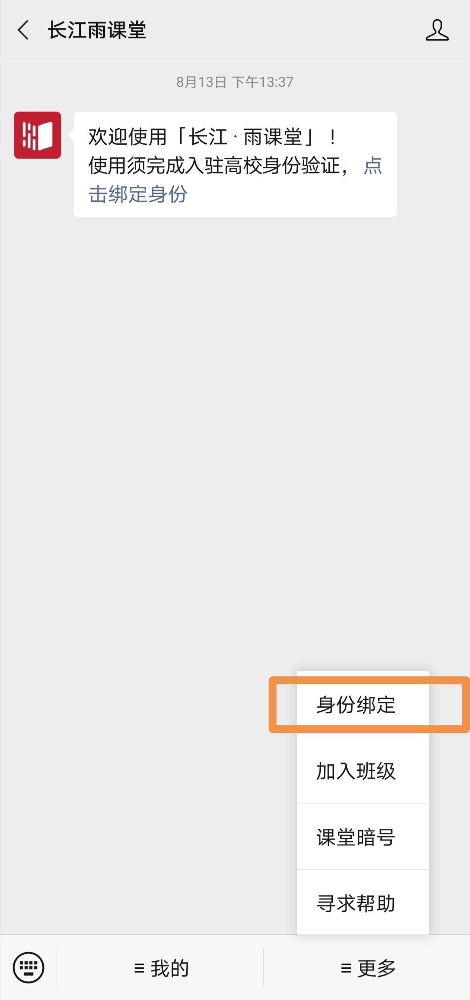 长江雨课堂
8月13日 下午13:37
欢迎使用「长江·雨课堂」！
使用须完成入驻高校身份验证，点
击绑定身份
身份绑定
加入班级
课堂暗号
寻求帮助
我的
更多